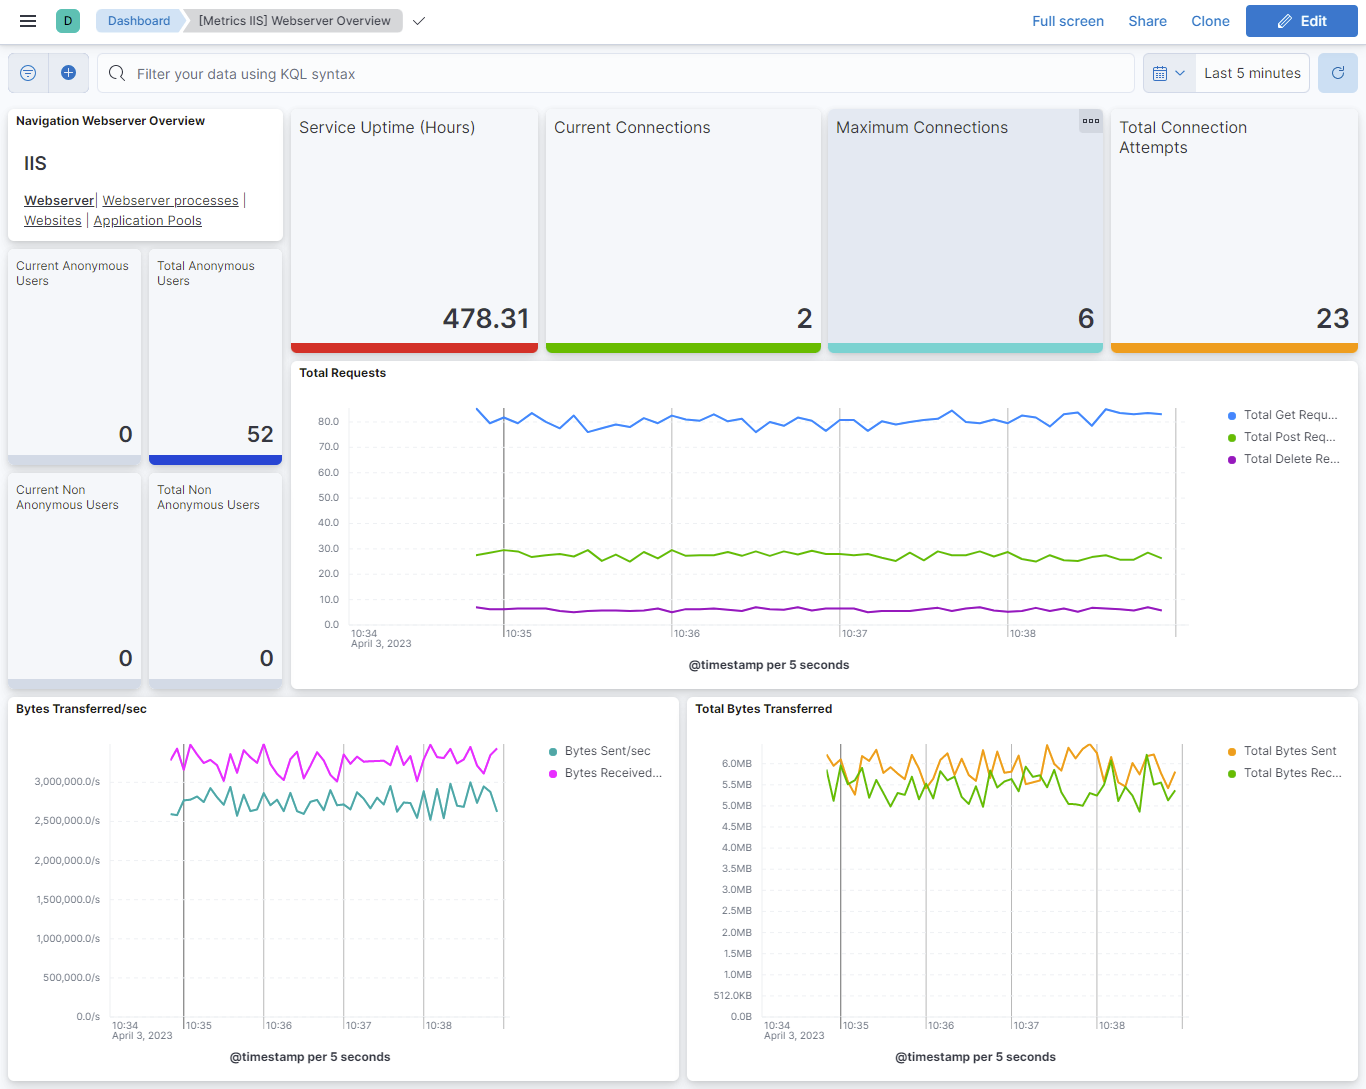 D
Dashboard
[Metrics IIS] Webserver Overview
Full screen
Share
Clone
Edit
Filter your data using KQL syntax
Last 5 minutes
Navigation Webserver Overview
IIS
Webserver| Webserver processes |
Websites | Application Pools
Service Uptime (Hours)
478.31
Current Connections
2
Maximum Connections
6
Total Connection
Attempts
23
Current Anonymous
Users
0
Total Anonymous
Users
52
Current Non
Anonymous Users
0
Total Non
Anonymous Users
0
Total Requests
80.0
70.0
60.0
50.0
40.0
30.0
20.0
10.0
0.0
10:34
April 3, 2023
10:35
10:36
10:37
10:38
@timestamp per 5 seconds
Total Get Requ...
Total Post Req...
Total Delete Re...
Bytes Transferred/sec
3,000,000.0/s
2,500,000.0/s
2,000,000.0/s
1,500,000.0/s
1,000,000.0/s
500,000.0/s
0.0/s
10:34
April 3, 2023
10:35
10:36
10:37
10:38
@timestamp per 5 seconds
Bytes Sent/sec
Bytes Received...
Total Bytes Transferred
6.0MB
5.5MB
5.0MB
4.5MB
4.0MB
3.5MB
3.0MB
2.5MB
2.0MB
1.5MB
1.0MB
512.0KB
0.0B
10:34
April 3, 2023
10:35
10:36
10:37
10:38
@timestamp per 5 seconds
Total Bytes Sent
Total Bytes Rec...